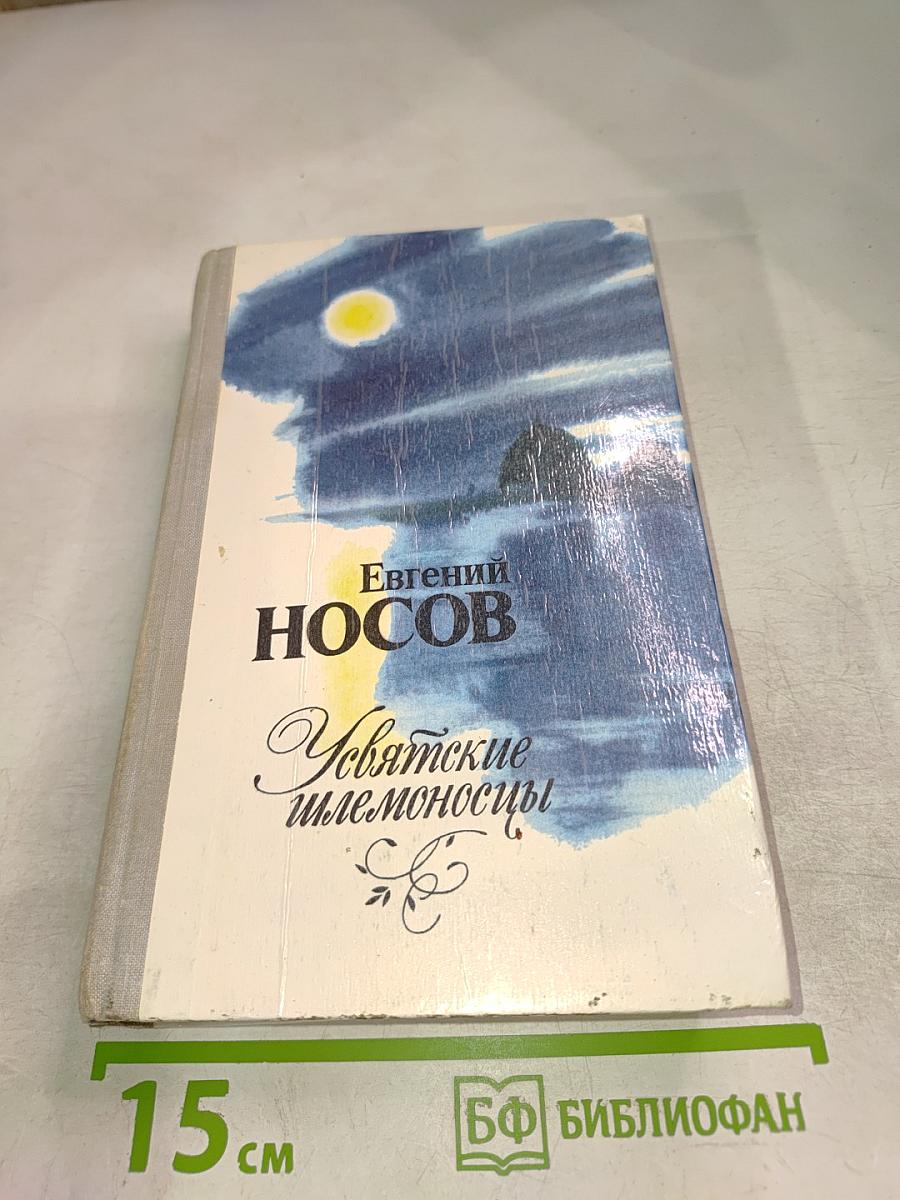 Евгений
НОСОВ
Усвятские
шлемоносцы
15 см
БФ БИБЛИОФАН